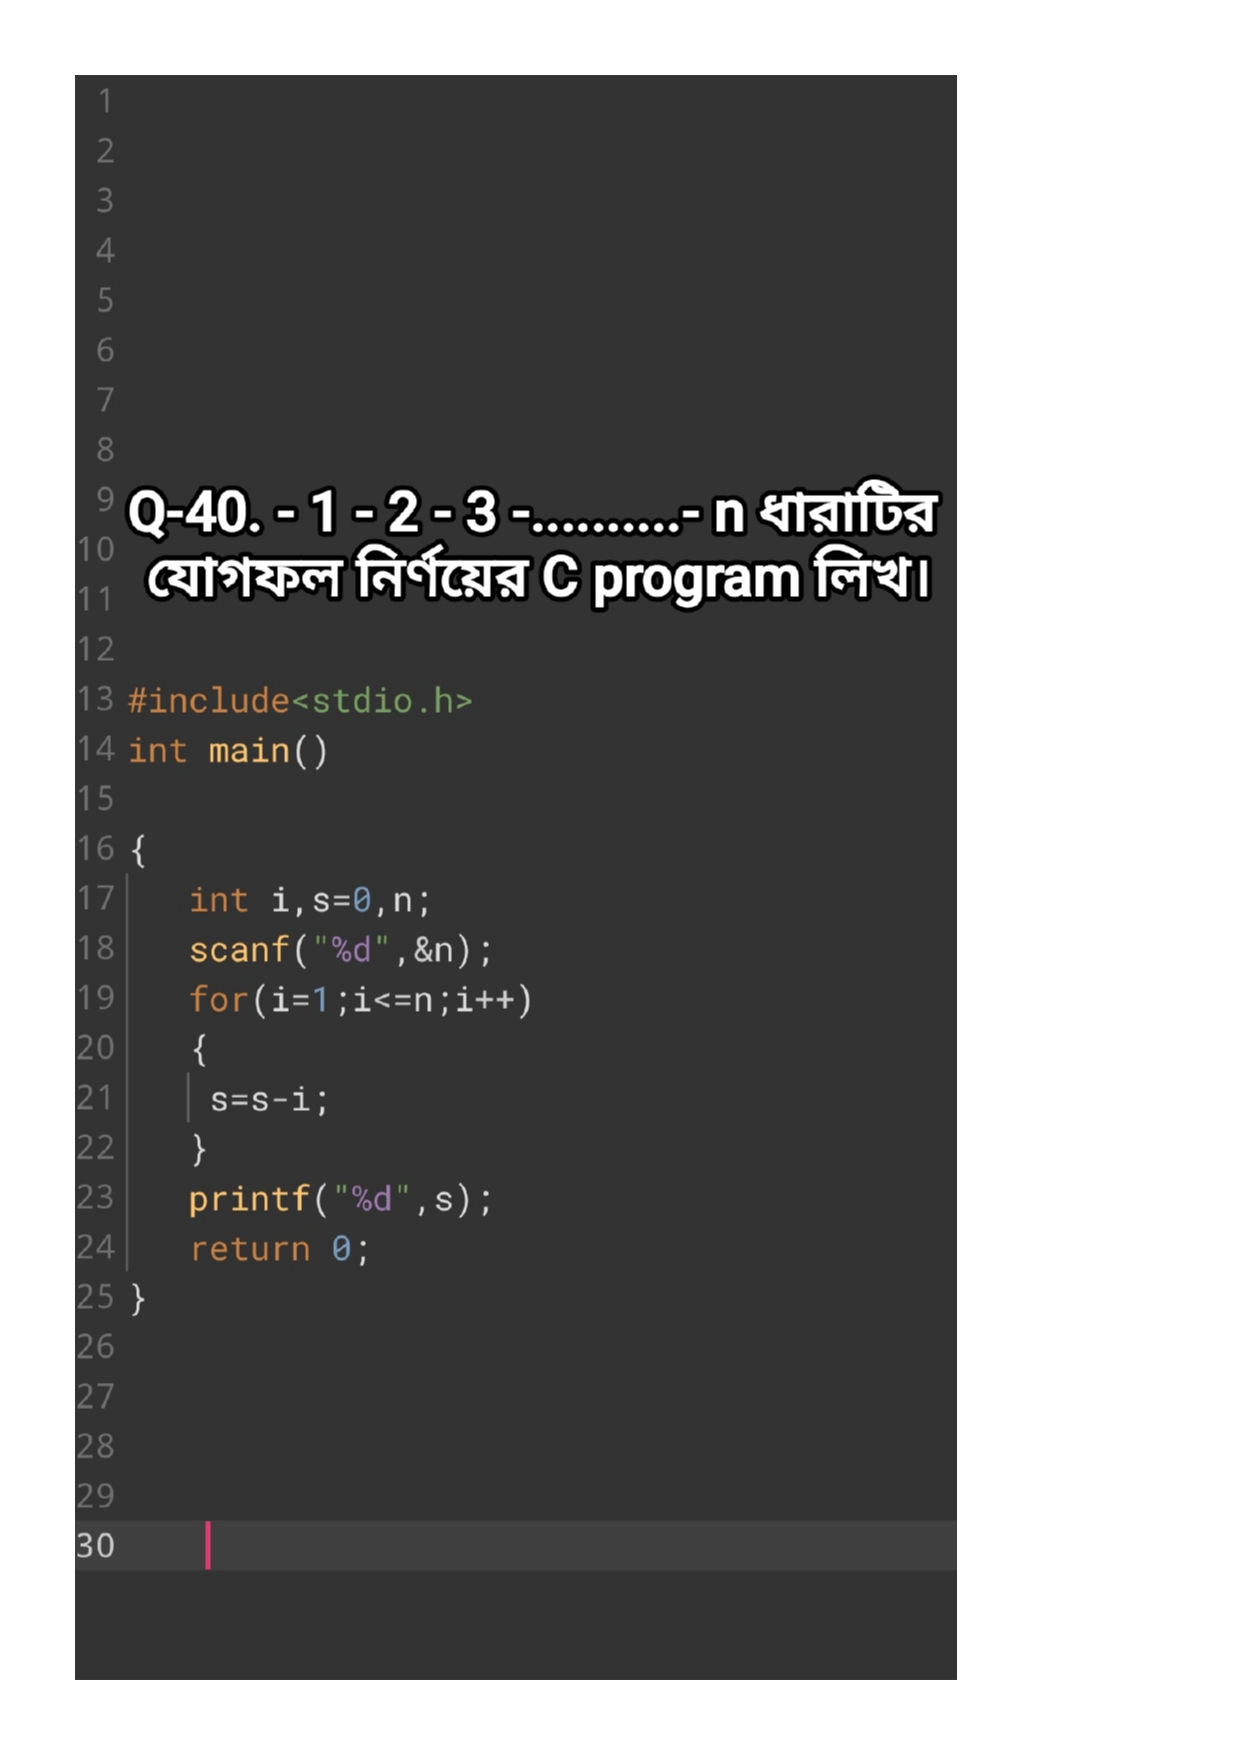 1
2
3
4
5
6
7
8
9 Q-40. - 1 - 2 - 3 -..........- n ধারাটির
10
11 যোগফল নির্ণয়ের C program লিখ।
12
13 #include<stdio.h>
14 int main()
15
16 {
17 int i,s=0,n;
18 scanf("%d",&n);
19 for(i=1;i<=n;i++)
20 {
21 s=s-i;
22 }
23 printf("%d",s);
24 return 0;
25 }
26
27
28
29
30